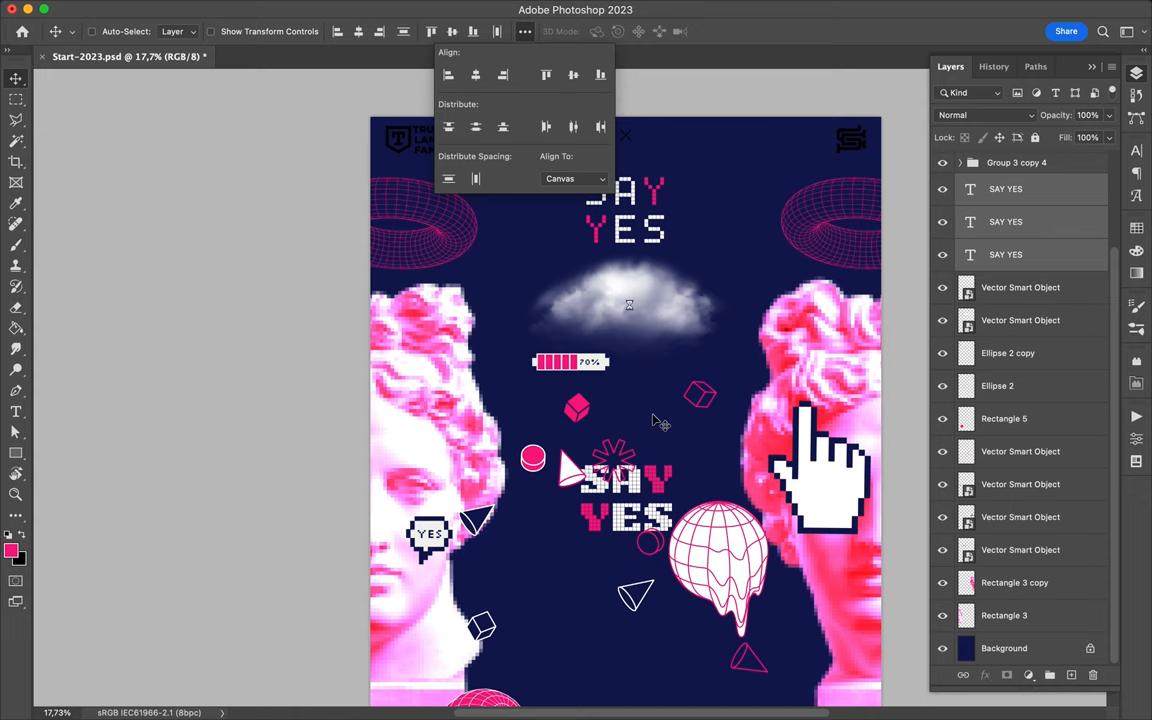 Adobe Photoshop 2023
Auto-Select:
Layer
Show Transform Controls
3D Mode:
Share
Start-2023.psd @ 17,7% (RGB/8) *
Align:
Distribute:
Distribute Spacing:
Align To:
Canvas
SAY
YES
70%
SAY
YES
YES
Layers
History
Paths
Kind
Normal
Opacity:
100%
Lock:
Fill:
100%
Group 3 copy 4
SAY YES
SAY YES
SAY YES
Vector Smart Object
Vector Smart Object
Ellipse 2 copy
Ellipse 2
Rectangle 5
Vector Smart Object
Vector Smart Object
Vector Smart Object
Vector Smart Object
Rectangle 3 copy
Rectangle 3
Background
17,73%
sRGB IEC61966-2.1 (8bpc)